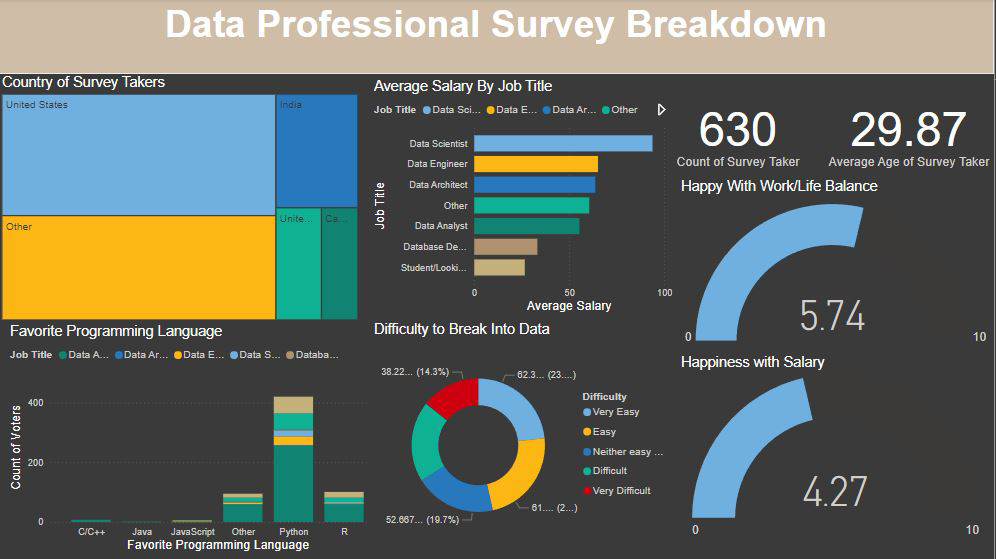 Data Professional Survey Breakdown
Country of Survey Takers
United States
India
Other
Unite...
Ca...
Average Salary By Job Title
Job Title Data Sci... Data E... Data Ar... Other
Job Title
Data Scientist
Data Engineer
Data Architect
Other
Data Analyst
Database De...
Student/Looki...
0 50 100
Average Salary
630
Count of Survey Taker
29.87
Average Age of Survey Taker
Happy With Work/Life Balance
5.74
0 10
Favorite Programming Language
Job Title Data A... Data Ar... Data E... Data S... Databa...
Count of Voters
400
200
0
C/C++ Java JavaScript Other Python R
Favorite Programming Language
Difficulty to Break Into Data
38.22... (14.3%)
62.3... (23....)
61.... (2...)
52.667... (19.7%)
Difficulty
Very Easy
Easy
Neither easy ...
Difficult
Very Difficult
Happiness with Salary
4.27
0 10